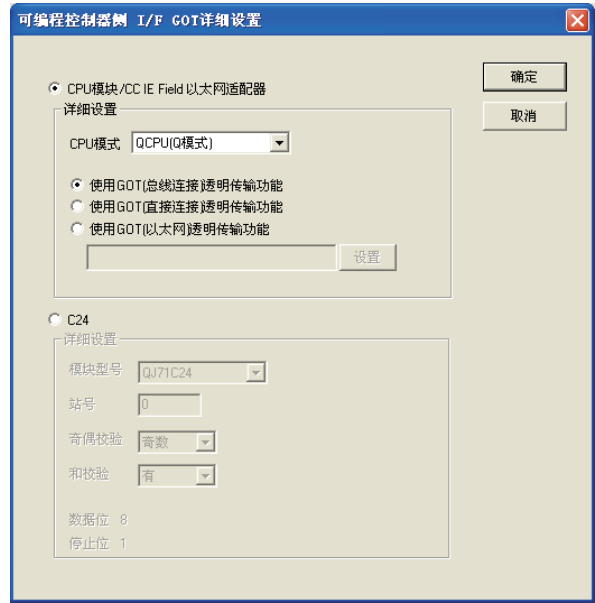 可编程控制器侧 I/F GOT详细设置
确定
CPU模块/CC IE Field 以太网适配器
取消
详细设置
CPU模式 QCPU(Q模式)
使用GOT(总线连接)透明传输功能
使用GOT(直接连接)透明传输功能
使用GOT(以太网)透明传输功能
设置
C24
详细设置
模块型号 QJ71C24
站号 0
奇偶校验 奇数
和校验 有
数据位 8
停止位 1